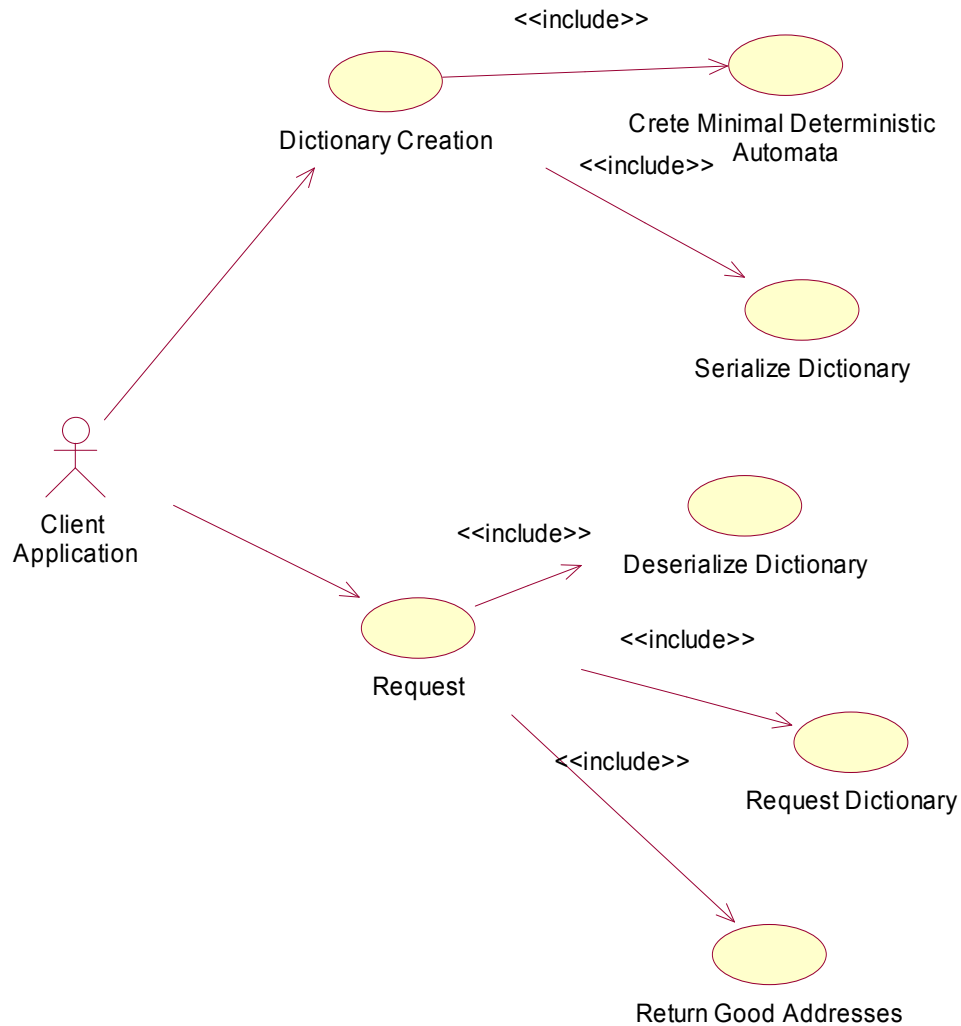 <<include>>
Dictionary Creation
Crete Minimal Deterministic
Automata
<<include>>
Serialize Dictionary
Client
Application
<<include>>
Deserialize Dictionary
<<include>>
Request
<<include>>
Request Dictionary
Return Good Addresses